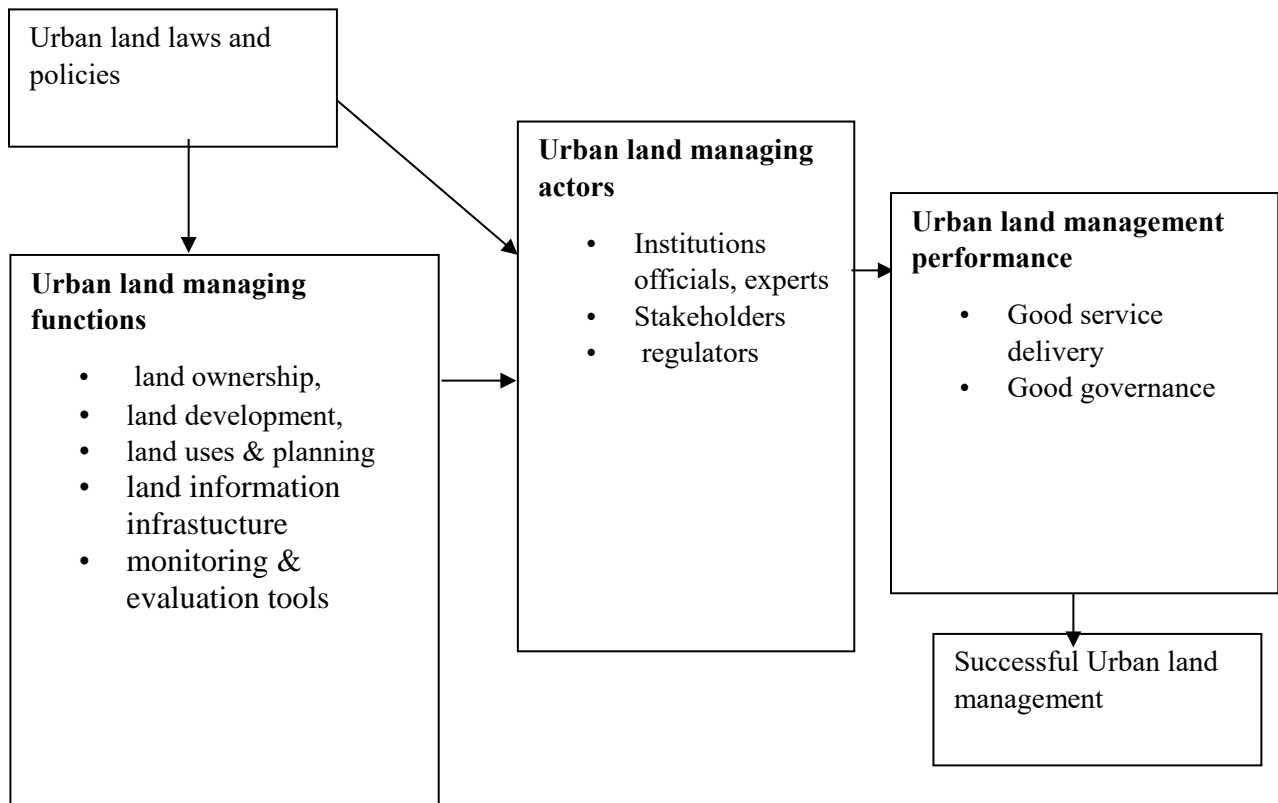 Urban land laws and
policies
Urban land managing
functions
• land ownership,
• land development,
• land uses & planning
• land information
infrastucture
• monitoring &
evaluation tools
Urban land managing
actors
• Institutions
officials, experts
• Stakeholders
• regulators
Urban land management
performance
• Good service
delivery
• Good governance
Successful Urban land
management